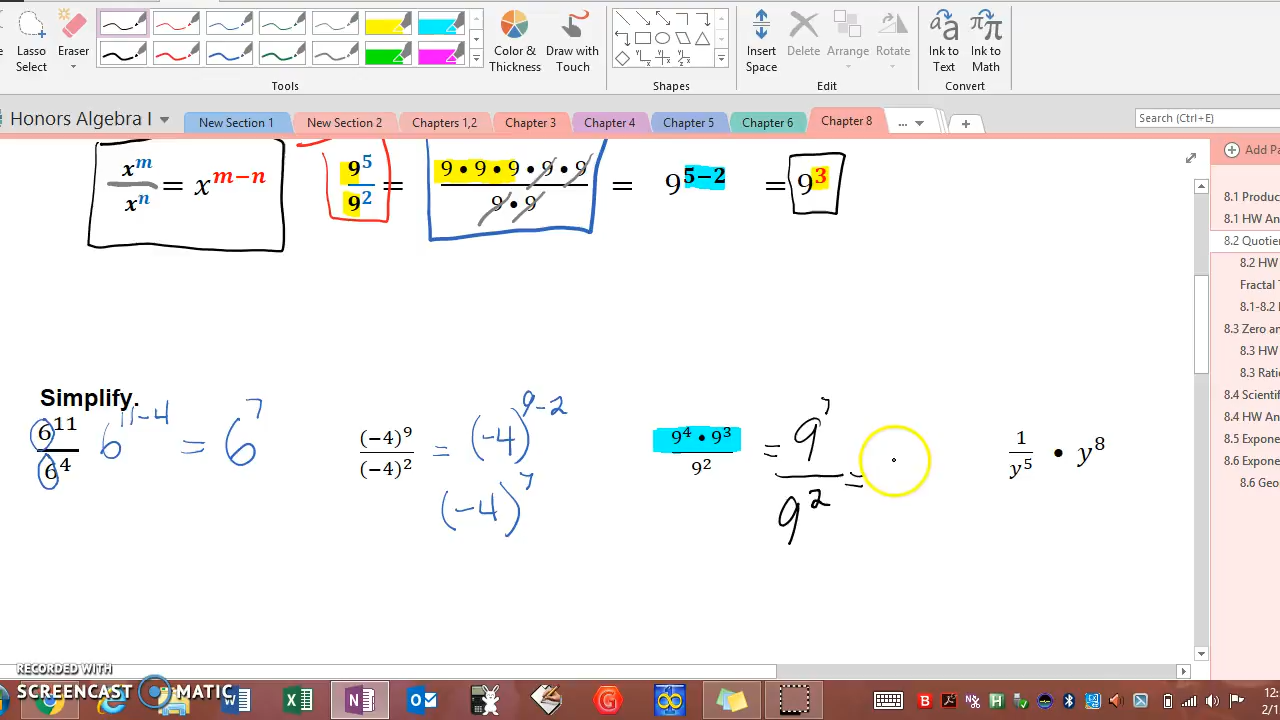 Lasso Select
Eraser
Color & Thickness
Draw with Touch
Insert Space
Delete
Arrange
Rotate
Ink to Text
Ink to Math
Tools
Shapes
Edit
Convert
Honors Algebra I
New Section 1
New Section 2
Chapters 1,2
Chapter 3
Chapter 4
Chapter 5
Chapter 6
Chapter 8
...
Search (Ctrl+E)
Add Pa
8.1 Produc
8.1 HW An
8.2 Quotie
8.2 HW
Fractal T
8.1-8.2 I
8.3 Zero an
8.3 HW
8.3 Ratie
8.4 Scientif
8.4 HW An
8.5 Expone
8.6 Expone
8.6 Geo
x^m / x^n = x^{m−n}
9^5 / 9^2 = 9 • 9 • 9 • 9 • 9 / 9 • 9 = 9^{5−2} = 9^3
Simplify.
6^11 / 6^4 6^{11-4} = 6^7
(−4)^9 / (−4)^2 = (-4)^{9-2}
(-4)^7
9^4 • 9^3 / 9^2 = 9^7 / 9^2 =
1 / y^5 • y^8
RECORDED WITH
SCREENCAST MATIC
12:
2/1